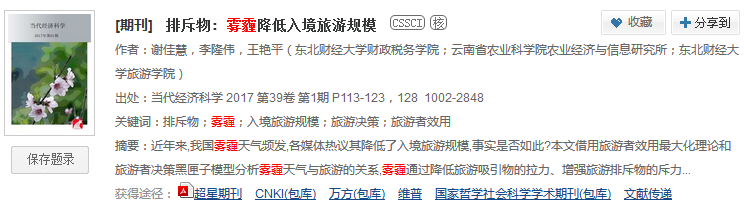 当代经济科学
[期刊] 排斥物：雾霾降低入境旅游规模 CSSCI 核
收藏
分享到
作者：谢佳慧，李隆伟，王艳平（东北财经大学财政税务学院；云南省农业科学院农业经济与信息研究所；东北财经大
学旅游学院）
出处：当代经济科学 2017 第39卷 第1期 P113-123，128 1002-2848
关键词：排斥物；雾霾；入境旅游规模；旅游决策；旅游者效用
摘要：近年来,我国雾霾天气频发,各媒体热议其降低了入境旅游规模,事实是否如此?本文借用旅游者效用最大化理论和
旅游者决策黑匣子模型分析雾霾天气与旅游的关系,雾霾通过降低旅游吸引物的拉力、增强旅游排斥物的斥力...
保存题录
获得途径：超星期刊 CNKI(包库) 万方(包库) 维普 国家哲学社会科学学术期刊(包库) 文献传递